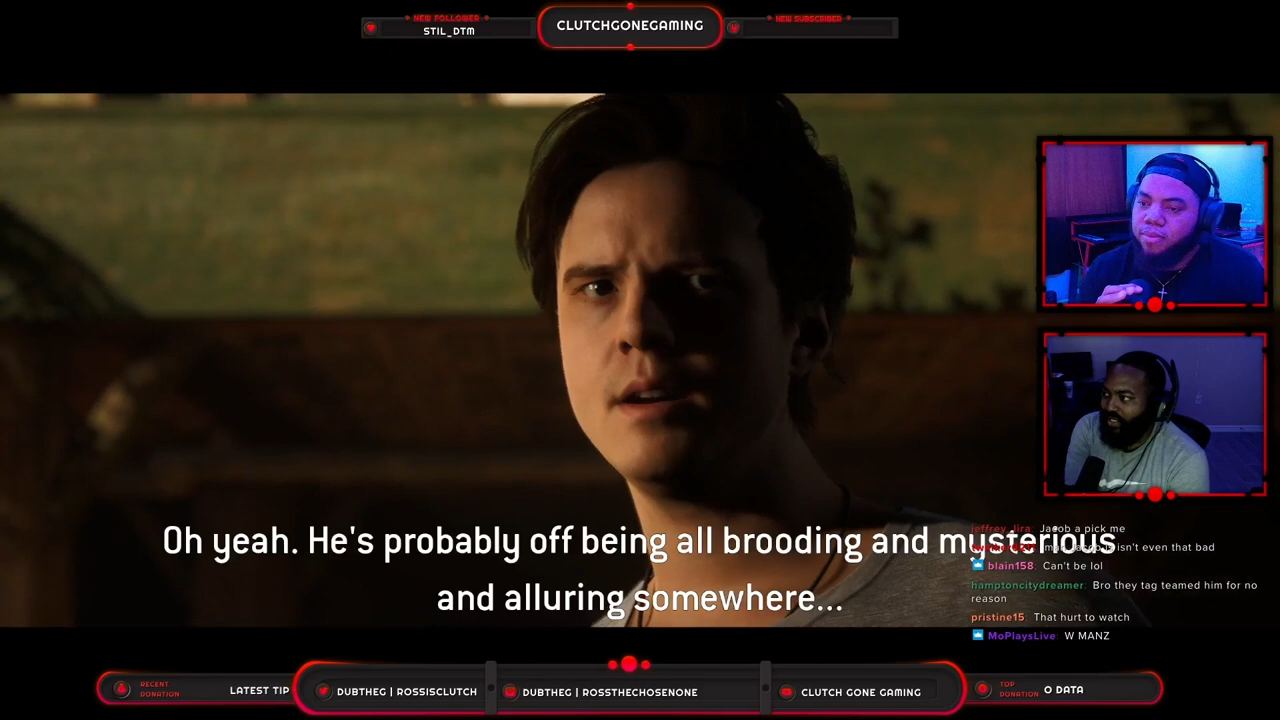 NEW FOLLOWER
STIL_DTM
CLUTCHGONEGAMING
NEW SUBSCRIBER
Oh yeah. He's probably off being all brooding and mysterious
and alluring somewhere...
jeffrey_lira: Jacob a pick me
isn't even that bad
blain158: Can't be lol
hamptoncitydreamer: Bro they tag teamed him for no
reason
pristine15: That hurt to watch
MoPlaysLive: W MANZ
RECENT
DONATION
LATEST TIP
DUBTHEG | ROSSISCLUTCH
DUBTHEG | ROSSTHECHOSENONE
CLUTCH GONE GAMING
TOP
DONATION
0 DATA